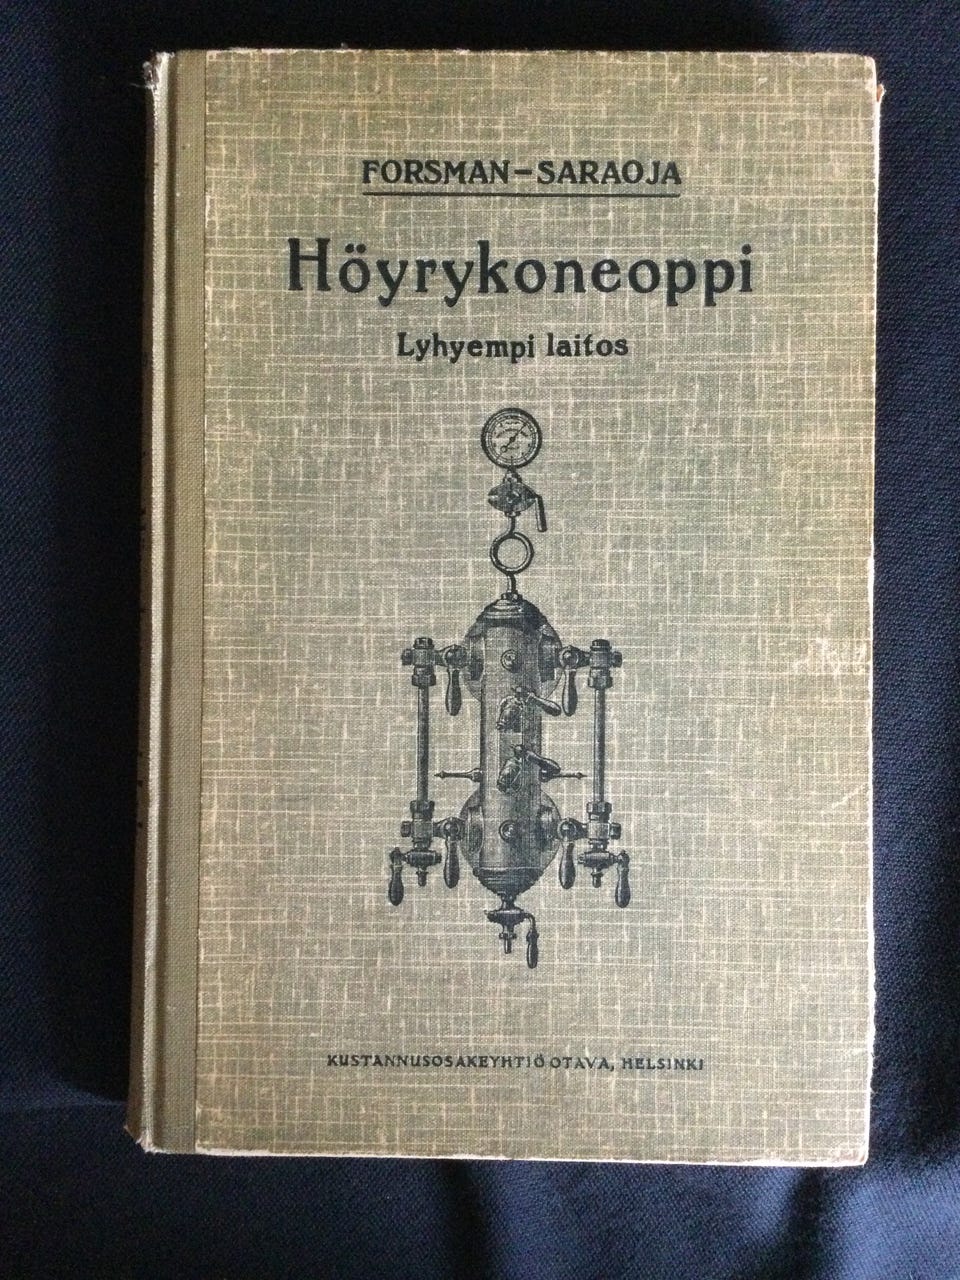 FORSMAN-SARAOJA
Höyrykoneoppi
Lyhyempi laitos
KUSTANNUSOSAKEYHTIÖ OTAVA, HELSINKI